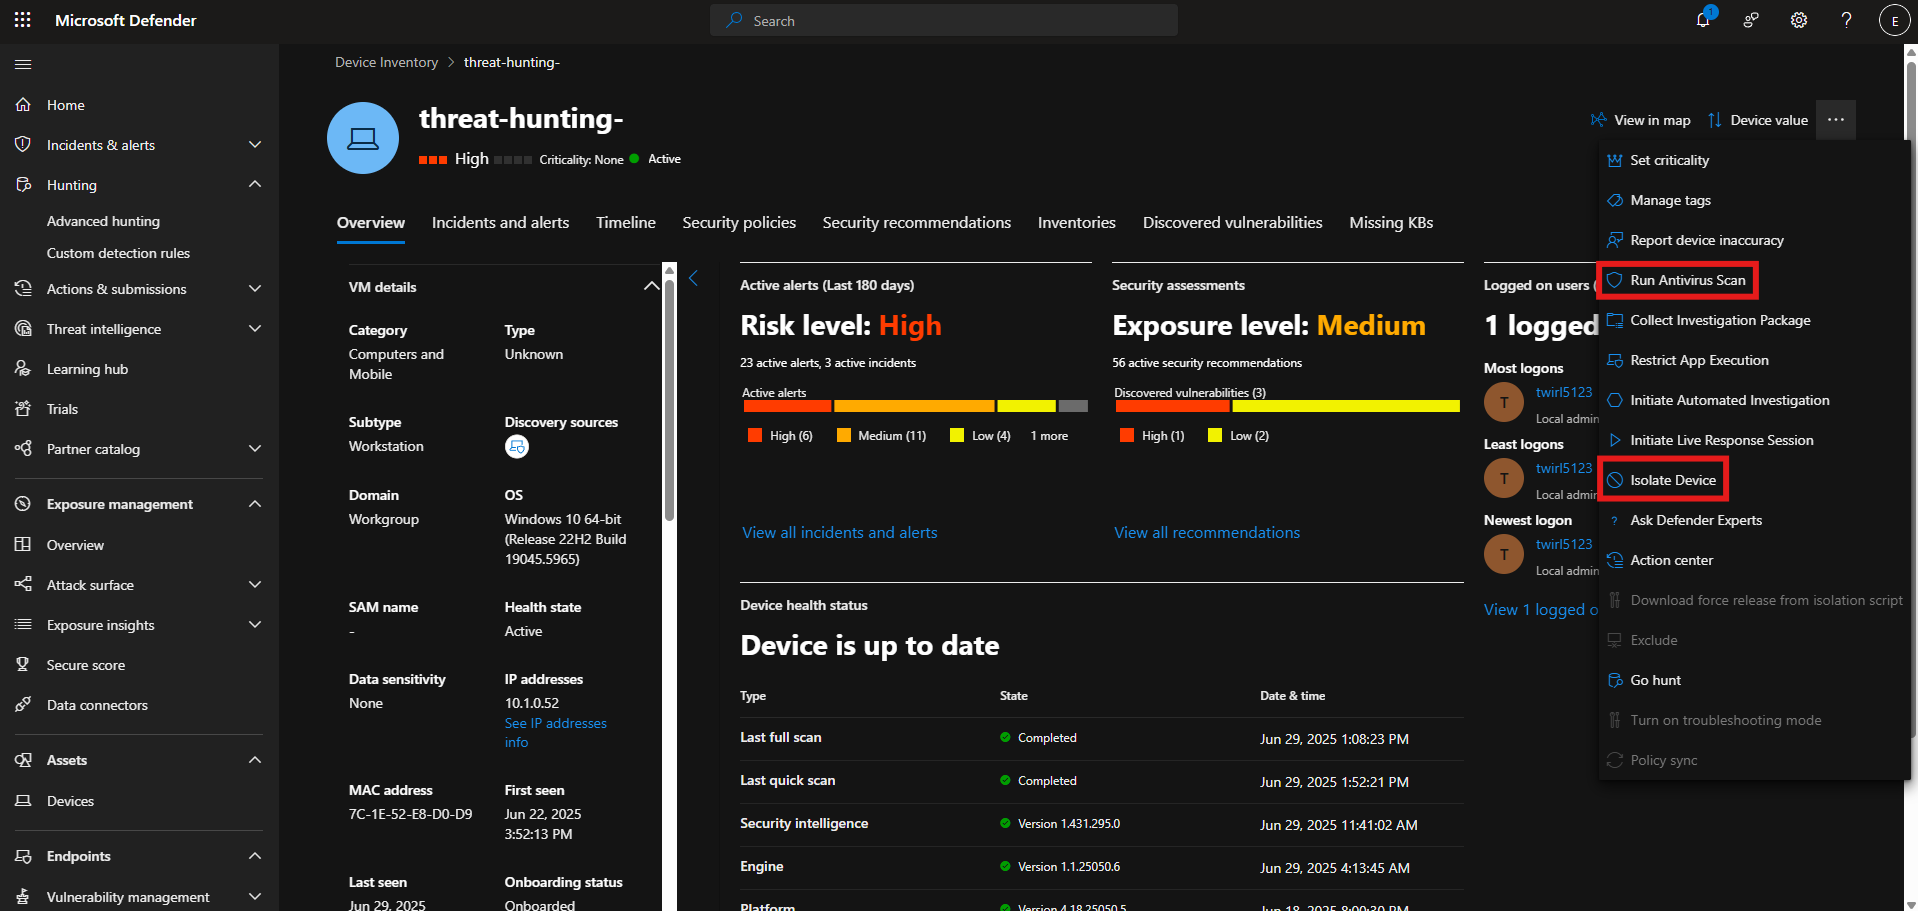 Microsoft Defender
Search
1
E
Home
Incidents & alerts
Hunting
Advanced hunting
Custom detection rules
Actions & submissions
Threat intelligence
Learning hub
Trials
Partner catalog
Exposure management
Overview
Attack surface
Exposure insights
Secure score
Data connectors
Assets
Devices
Endpoints
Vulnerability management
Device Inventory > threat-hunting-
threat-hunting-
High Criticality: None Active
View in map Device value ...
Overview Incidents and alerts Timeline Security policies Security recommendations Inventories Discovered vulnerabilities Missing KBs
VM details
Category Type
Computers and Mobile Unknown
Subtype Discovery sources
Workstation
Domain OS
Workgroup Windows 10 64-bit
(Release 22H2 Build
19045.5965)
SAM name Health state
- Active
Data sensitivity IP addresses
None 10.1.0.52
See IP addresses
info
MAC address First seen
7C-1E-52-E8-D0-D9 Jun 22, 2025
3:52:13 PM
Last seen Onboarding status
Jun 29, 2025 Onboarded
Active alerts (Last 180 days)
Risk level: High
23 active alerts, 3 active incidents
Active alerts
High (6) Medium (11) Low (4) 1 more
View all incidents and alerts
Security assessments
Exposure level: Medium
56 active security recommendations
Discovered vulnerabilities (3)
High (1) Low (2)
View all recommendations
Logged on users (
1 logged
Most logons
T twirl5123
Local admin
Least logons
T twirl5123
Local admin
Newest logon
T twirl5123
Local admin
View 1 logged o
Device health status
Device is up to date
Type State Date & time
Last full scan Completed Jun 29, 2025 1:08:23 PM
Last quick scan Completed Jun 29, 2025 1:52:21 PM
Security intelligence Version 1.431.295.0 Jun 29, 2025 11:41:02 AM
Engine Version 1.1.25050.6 Jun 29, 2025 4:13:45 AM
Platform Version 4.18.25050.5 Jun 18, 2025 8:00:30 PM
Set criticality
Manage tags
Report device inaccuracy
Run Antivirus Scan
Collect Investigation Package
Restrict App Execution
Initiate Automated Investigation
Initiate Live Response Session
Isolate Device
Ask Defender Experts
Action center
Download force release from isolation script
Exclude
Go hunt
Turn on troubleshooting mode
Policy sync